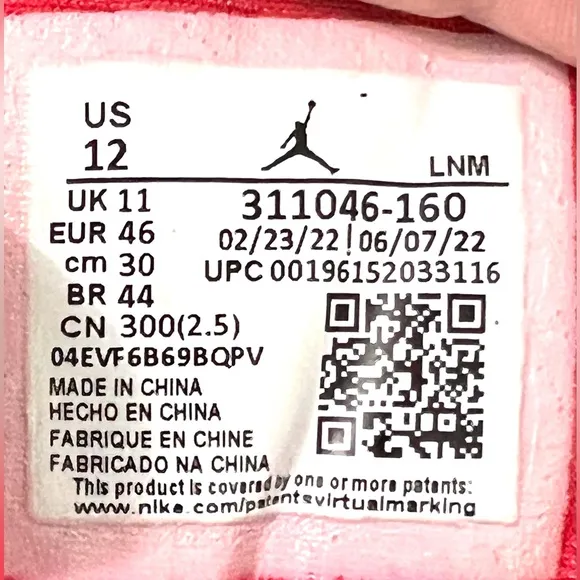 US
12
LNM
UK 11
311046-160
EUR 46
02/23/22 | 06/07/22
cm 30
UPC 00196152033116
BR 44
CN 300(2.5)
04EVF6B69BQPV
MADE IN CHINA
HECHO EN CHINA
FABRIQUE EN CHINE
FABRICADO NA CHINA
This product is covered by one or more patents:
www.nike.com/patentsvirtualmarking